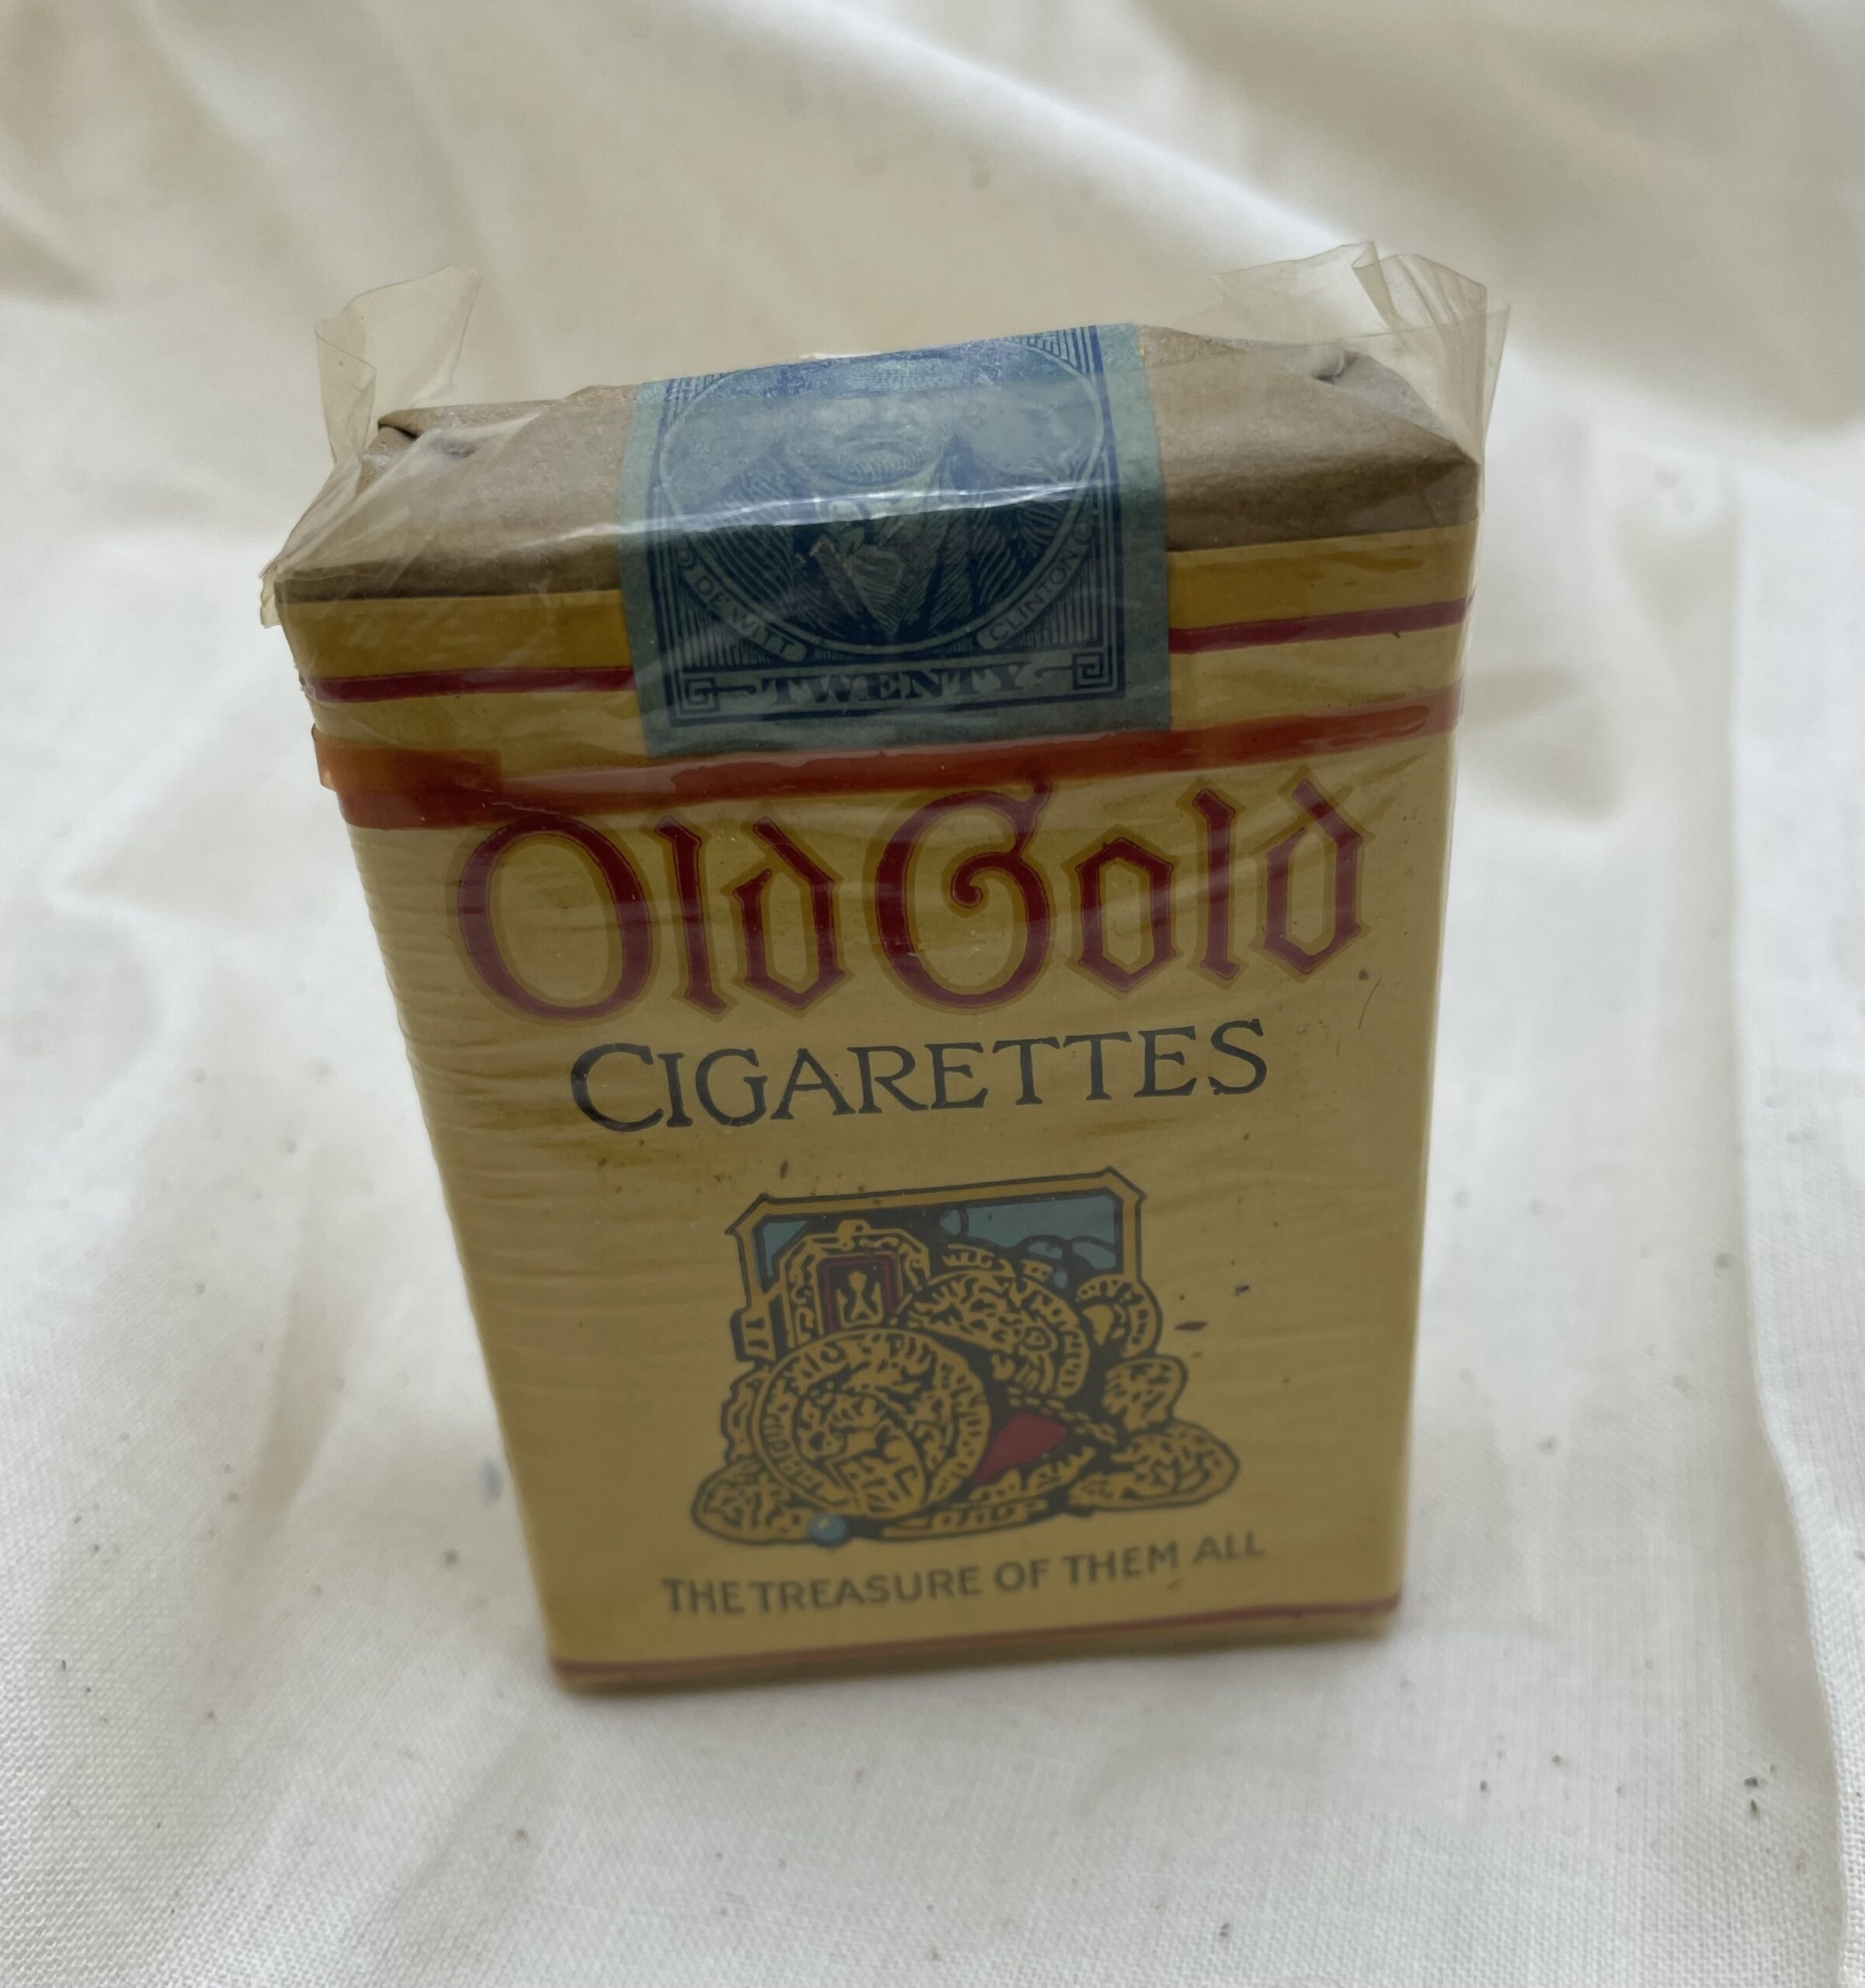 DE WITT CLINTON
TWENTY
Old Gold
CIGARETTES
THE TREASURE OF THEM ALL